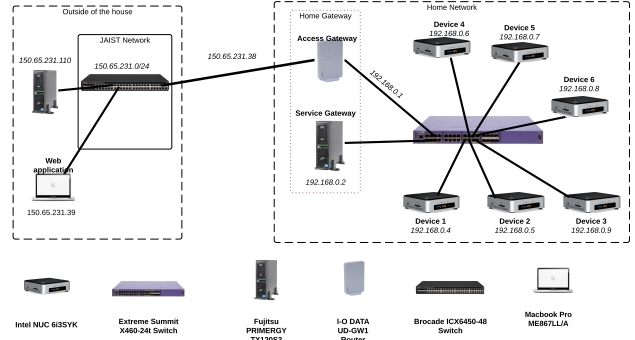 Outside of the house
JAIST Network
150.65.231.110
150.65.231.0/24
Web
application
150.65.231.39
150.65.231.38
Home Network
Home Gateway
Access Gateway
192.168.0.1
Service Gateway
192.168.0.2
Device 4
192.168.0.6
Device 5
192.168.0.7
Device 6
192.168.0.8
Device 1
192.168.0.4
Device 2
192.168.0.5
Device 3
192.168.0.9
Intel NUC 6i3SYK
Extreme Summit
X460-24t Switch
Fujitsu
PRIMERGY
TX120S3
I-O DATA
UD-GW1
Router
Brocade ICX6450-48
Switch
Macbook Pro
ME867LL/A